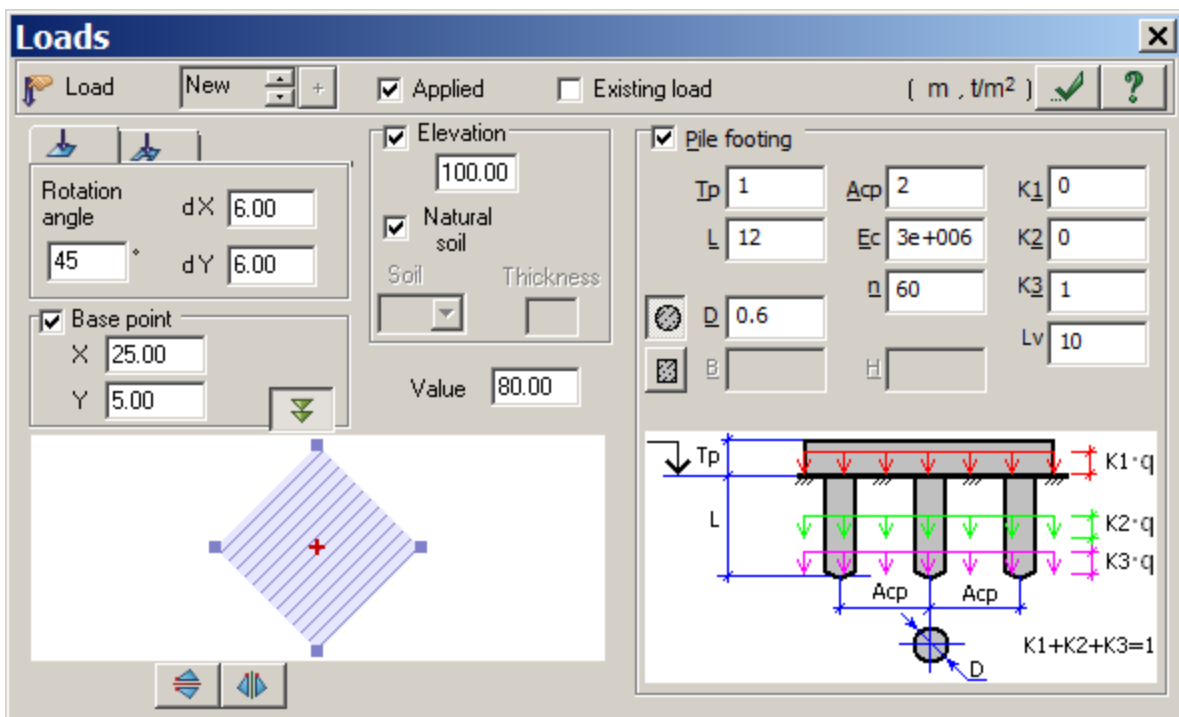 Loads
Load New + Applied Existing load ( m , t/m² ) ?
Rotation angle
45 °
dX 6.00
dY 6.00
Base point
X 25.00
Y 5.00
Elevation
100.00
Natural soil
Soil Thickness
Value 80.00
Pile footing
Tp 1 Acp 2 K1 0
L 12 Ec 3e+006 K2 0
n 60 K3 1
D 0.6 Lv 10
B H
Tp K1·q
L K2·q
K3·q
Acp Acp
K1+K2+K3=1
D